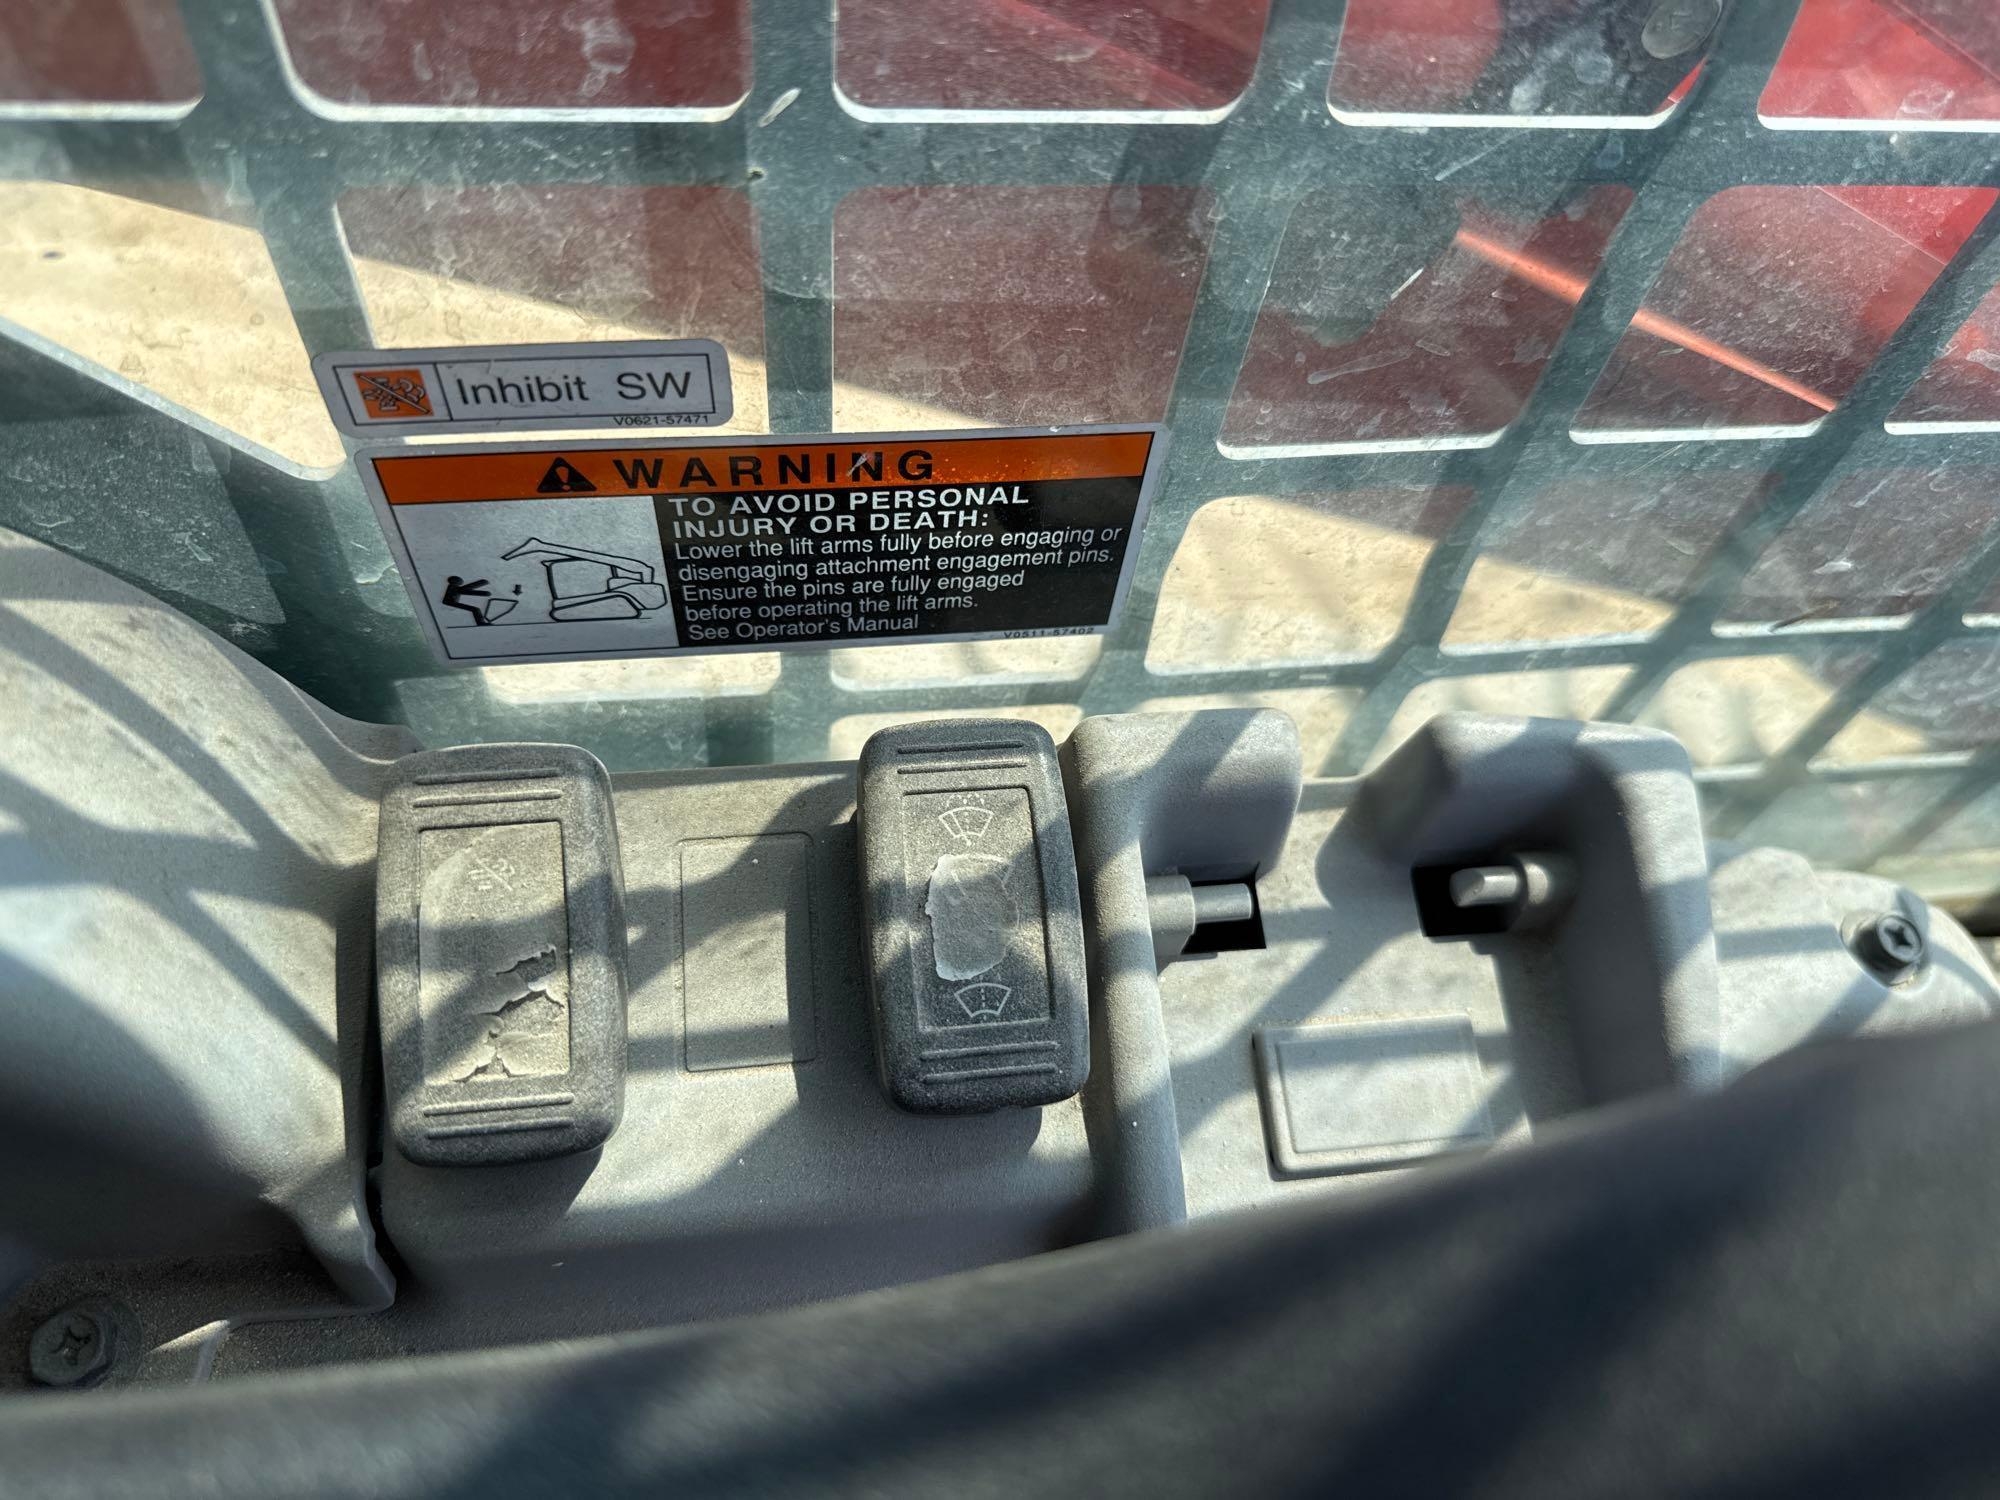 Inhibit SW
V0621-57471
WARNING
TO AVOID PERSONAL
INJURY OR DEATH:
Lower the lift arms fully before engaging or
disengaging attachment engagement pins.
Ensure the pins are fully engaged
before operating the lift arms.
See Operator's Manual
V0511-57402